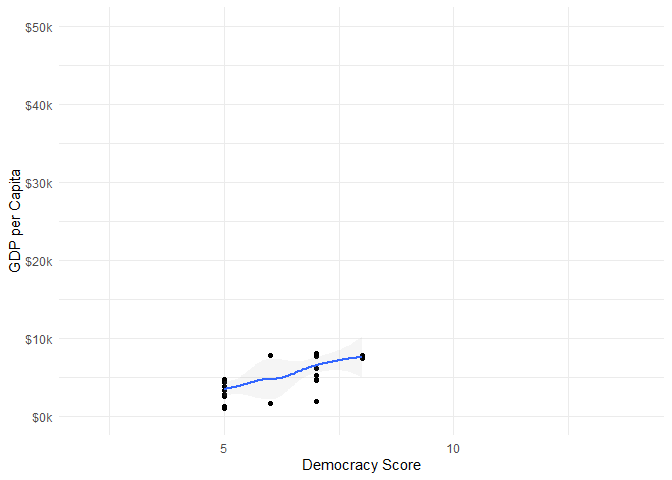 $50k
$40k
$30k
$20k
$10k
$0k
GDP per Capita
5 10
Democracy Score